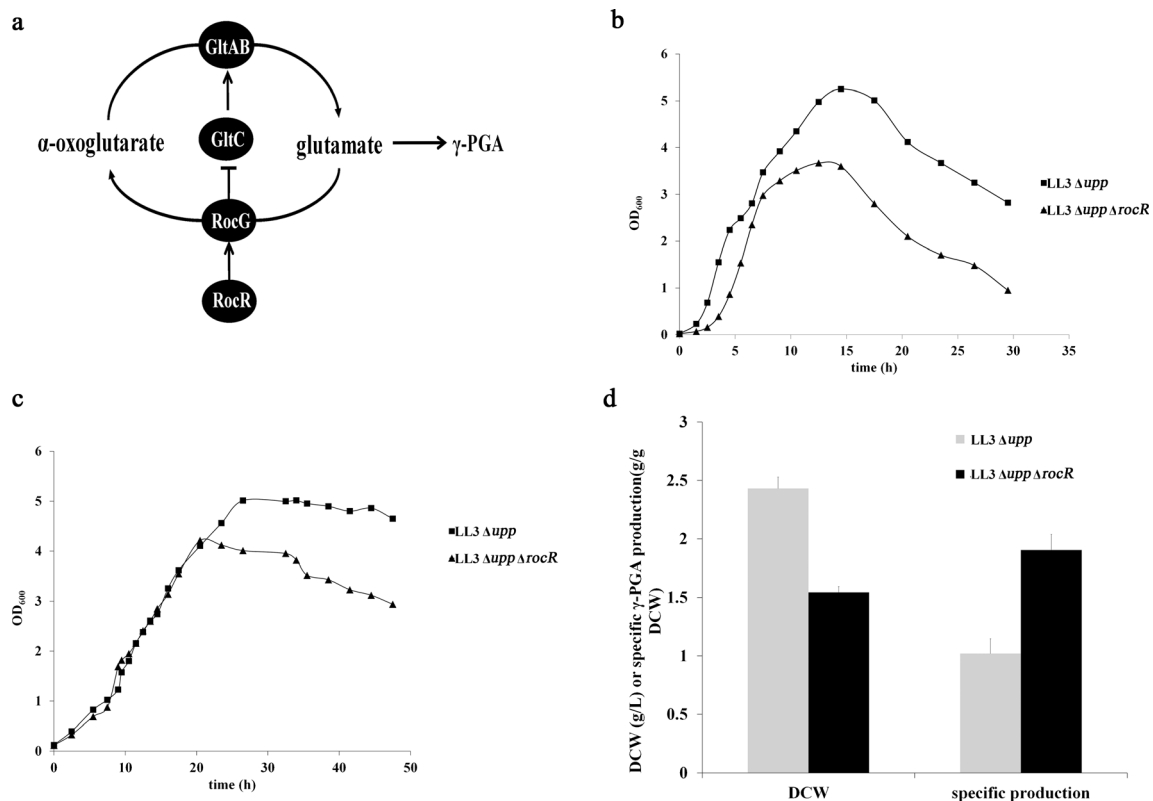 a
GltAB
α-oxoglutarate
GltC
glutamate
γ-PGA
RocG
RocR
b
6
5
4
3
2
1
0
OD600
0
5
10
15
20
25
30
35
time (h)
LL3 Δupp
LL3 Δupp ΔrocR
c
6
5
4
3
2
1
0
OD600
0
10
20
30
40
50
time (h)
LL3 Δupp
LL3 Δupp ΔrocR
d
3
2.5
2
1.5
1
0.5
0
DCW (g/L) or specific γ-PGA production(g/g
DCW)
DCW
specific production
LL3 Δupp
LL3 Δupp ΔrocR